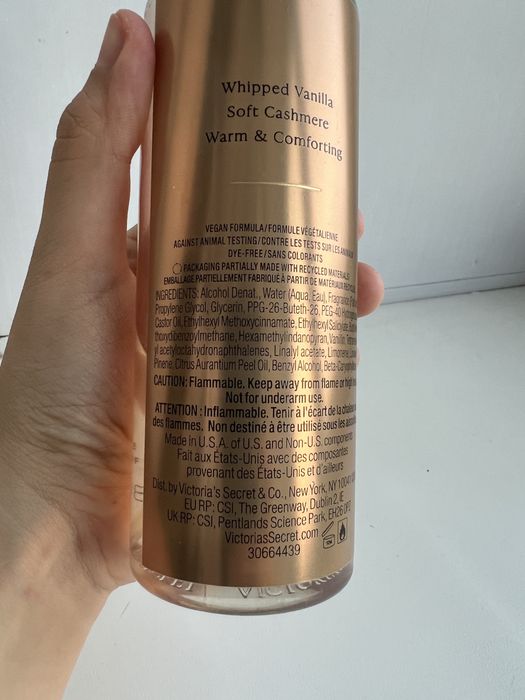 Whipped Vanilla
Soft Cashmere
Warm & Comforting
VEGAN FORMULA/FORMULE VÉGÉTALIENNE
AGAINST ANIMAL TESTING/CONTRE LES TESTS SUR LES ANIMAUX
DYE-FREE/SANS COLORANTS
PACKAGING PARTIALLY MADE WITH RECYCLED MATERIALS
EMBALLAGE PARTIELLEMENT FABRIQUÉ À PARTIR DE MATÉRIAUX
INGREDIENTS: Alcohol Denat., Water (Aqua, Eau), Fragrance
Propylene Glycol, Glycerin, PPG-26-Buteth-26, PEG-40
Castor Oil, Ethylhexyl Methoxycinnamate, Ethylhexyl Salicylate,
thoxydibenzoylmethane, Hexamethylindanopyran, Vanillin,
yl acetyloctahydronaphthalenes, Linalyl acetate, Limonene,
Pinene, Citrus Aurantium Peel Oil, Benzyl Alcohol,
CAUTION: Flammable. Keep away from flame or high
Not for underarm use.
ATTENTION : Inflammable. Tenir à l'écart de la
des flammes. Non destiné à être utilisé sous les
Made in U.S.A. of U.S. and Non-U.S. components
Fait aux États-Unis avec des composantes
provenant des États-Unis et d'ailleurs
Dist. by Victoria's Secret & Co., New York, NY 10041
EU RP: CSI, The Greenway, Dublin 2, IE
UK RP: CSI, Pentlands Science Park, EH26 0PZ
VictoriasSecret.com
30664439